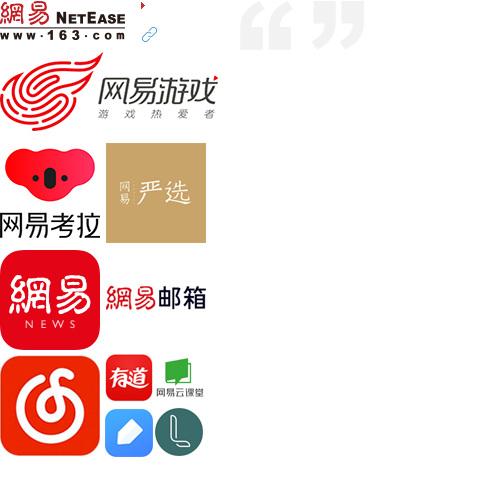 網易 NETEASE
www.163.com
网易游戏
游戏热爱者
网易考拉
网易
严选
網易
NEWS
網易邮箱
有道
网易云课堂